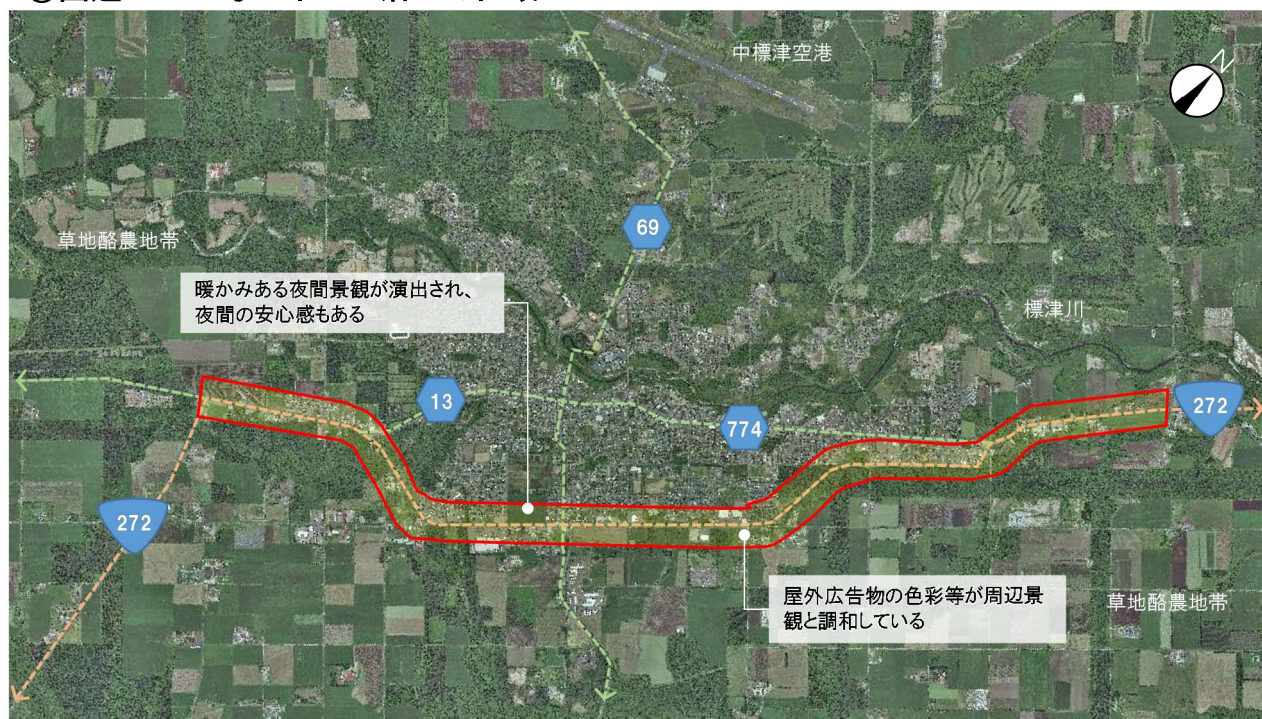 中標津空港
N
69
草地酪農地帯
暖かみある夜間景観が演出され、
夜間の安心感もある
標津川
13
774
272
272
屋外広告物の色彩等が周辺景
観と調和している
草地酪農地帯